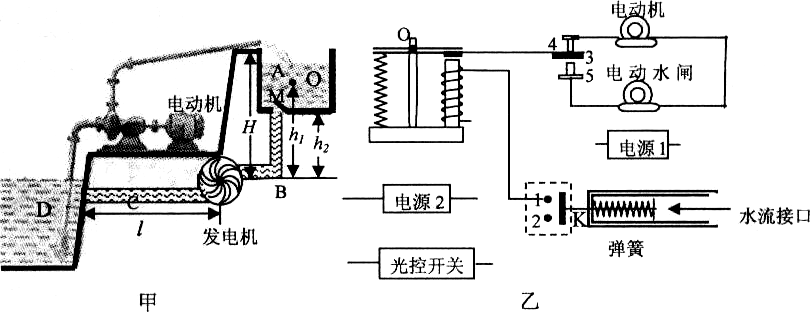 A O
M
电动机
H h₁ h₂
D e B
l
发电机
甲
电动机
O 4 3
5 电动水闸
电源 1
电源 2
1
2 K
水流接口
弹簧
光控开关
乙